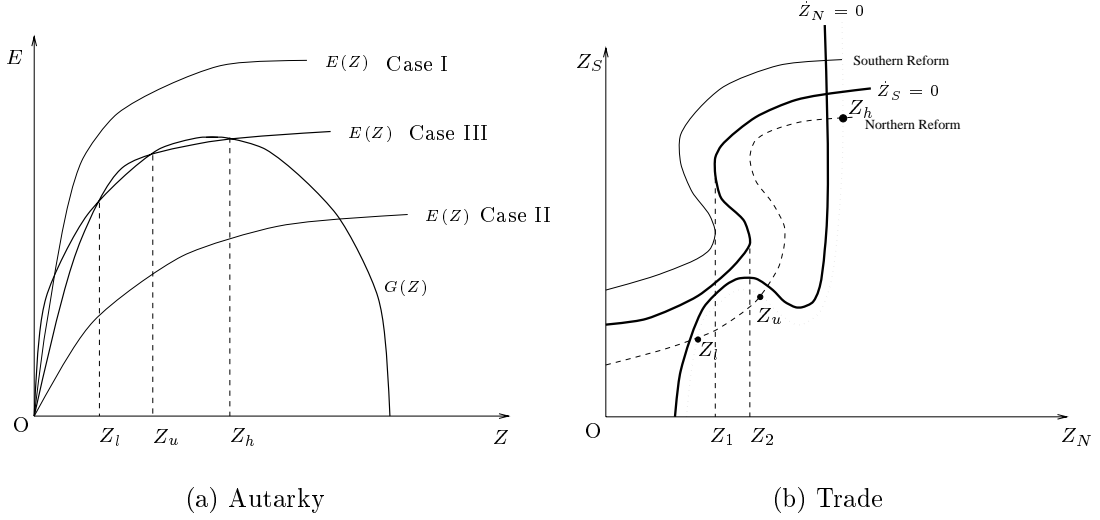 E
E(Z) Case I
E(Z) Case III
E(Z) Case II
G(Z)
O
Z_l
Z_u
Z_h
Z
(a) Autarky
Ż_N = 0
Z_S
Southern Reform
Ż_S = 0
Z_h
Northern Reform
Z_u
Z_l
O
Z_1
Z_2
Z_N
(b) Trade